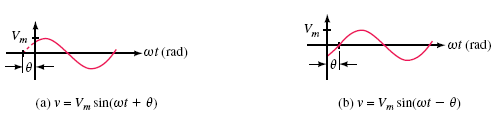 Vₘ
ωt (rad)
θ
(a) v = Vₘ sin(ωt + θ)
Vₘ
ωt (rad)
θ
(b) v = Vₘ sin(ωt − θ)